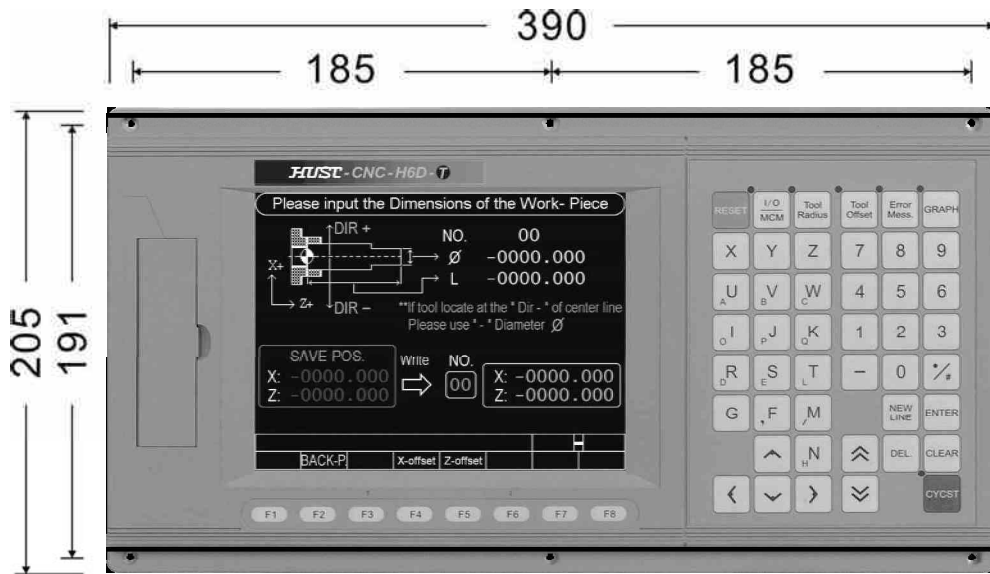 390
185 185
205
191
HUST-CNC-H6D-T
Please input the Dimensions of the Work- Piece
DIR +
NO. 00
Ø -0000.000
L -0000.000
X+
Z+
DIR –
**If tool locate at the " Dir - " of center line
Please use " - " Diameter Ø
SAVE POS.
X: -0000.000
Z: -0000.000
Write
NO.
00
X: -0000.000
Z: -0000.000
BACK-P X-offset Z-offset
F1 F2 F3 F4 F5 F6 F7 F8
RESET I/O MCM Tool Radius Tool Offset Error Mess. GRAPH
X Y Z 7 8 9
U A V B W C 4 5 6
I O J P K Q 1 2 3
R D S E T L – 0 •/#
G F , M / NEW LINE ENTER
N H DEL. CLEAR
CYCST